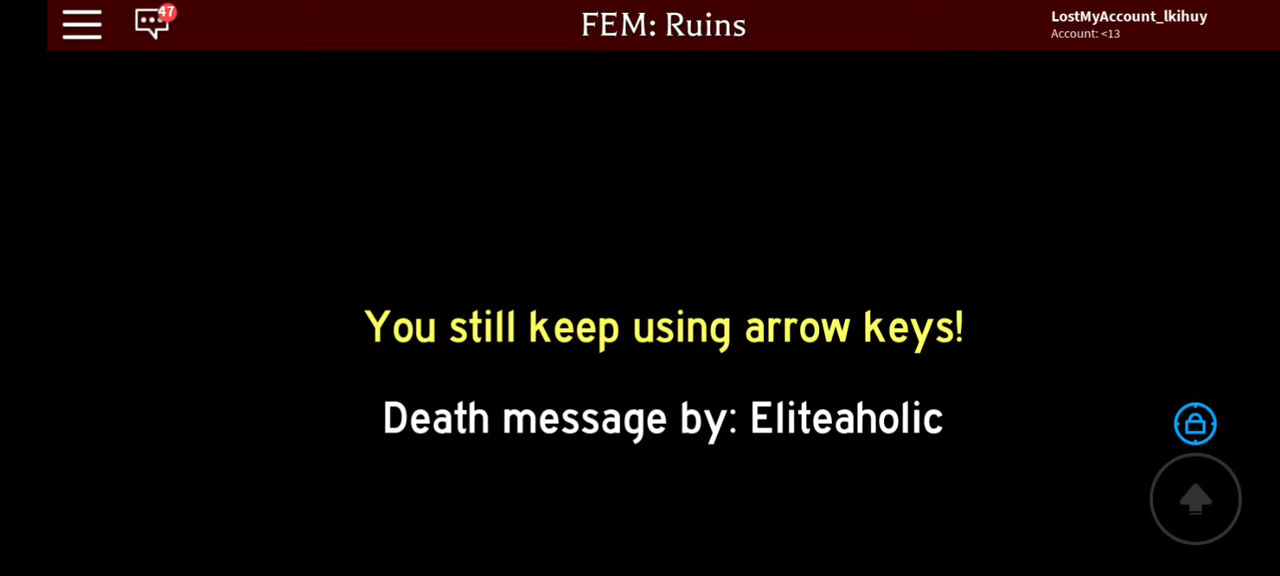 47
FEM: Ruins
LostMyAccount_lkihuy
Account: <13
You still keep using arrow keys!
Death message by: Eliteaholic